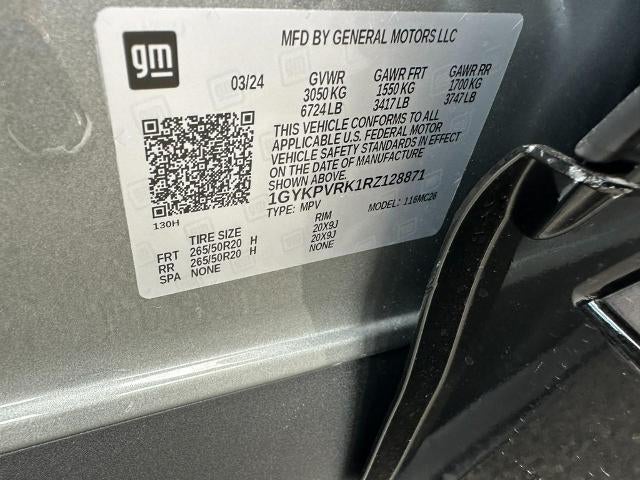 gm
MFD BY GENERAL MOTORS LLC
03/24 GVWR GAWR FRT GAWR RR
3050 KG 1550 KG 1700 KG
6724 LB 3417 LB 3747 LB
THIS VEHICLE CONFORMS TO ALL
APPLICABLE U.S. FEDERAL MOTOR
VEHICLE SAFETY STANDARDS IN EFFECT
ON THE DATE OF MANUFACTURE
SHOWN ABOVE.
1GYKPVRK1RZ128871
TYPE: MPV MODEL: 116MC26
130H
TIRE SIZE RIM
FRT 265/50R20 H 20X9J
RR 265/50R20 H 20X9J
SPA NONE NONE